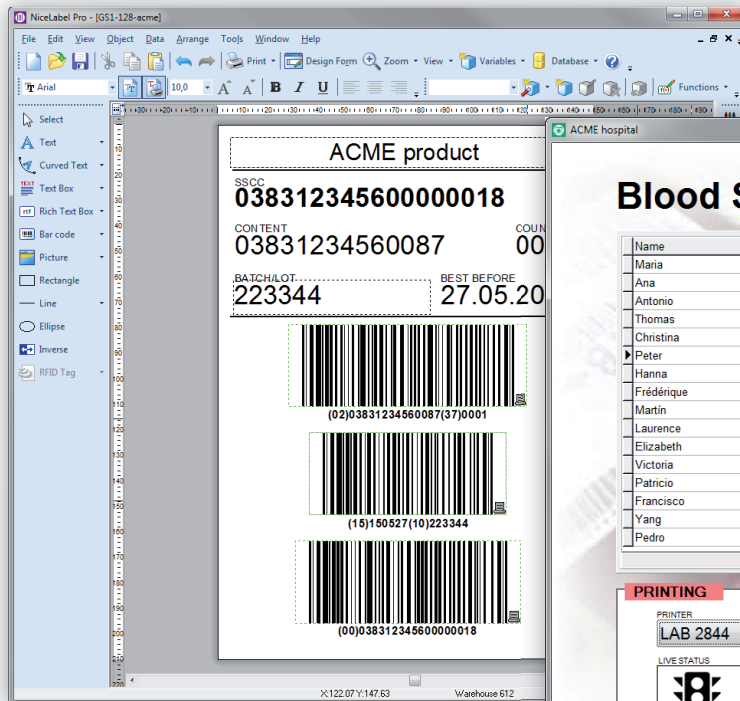 NiceLabel Pro - [GS1-128-acme]
File Edit View Object Data Arrange Tools Window Help
Print View Design Form Zoom Variables Database
Arial 10,0 B I U Functions
Select
Text
Curved Text
Text Box
Rich Text Box
Bar code
Picture
Rectangle
Line
Ellipse
Inverse
RFID Tag
ACME product
SSCC
038312345600000018
CONTENT COUN
03831234560087 00
BATCH/LOT BEST BEFORE
223344 27.05.20
(02)03831234560087(37)0001
(15)150527(10)223344
(00)038312345600000018
X:122.07 Y:147.63 Warehouse 612
ACME hospital
Blood S
Name
Maria
Ana
Antonio
Thomas
Christina
Peter
Hanna
Frédérique
Martín
Laurence
Elizabeth
Victoria
Patricio
Francisco
Yang
Pedro
PRINTING
PRINTER
LAB 2844
LIVE STATUS